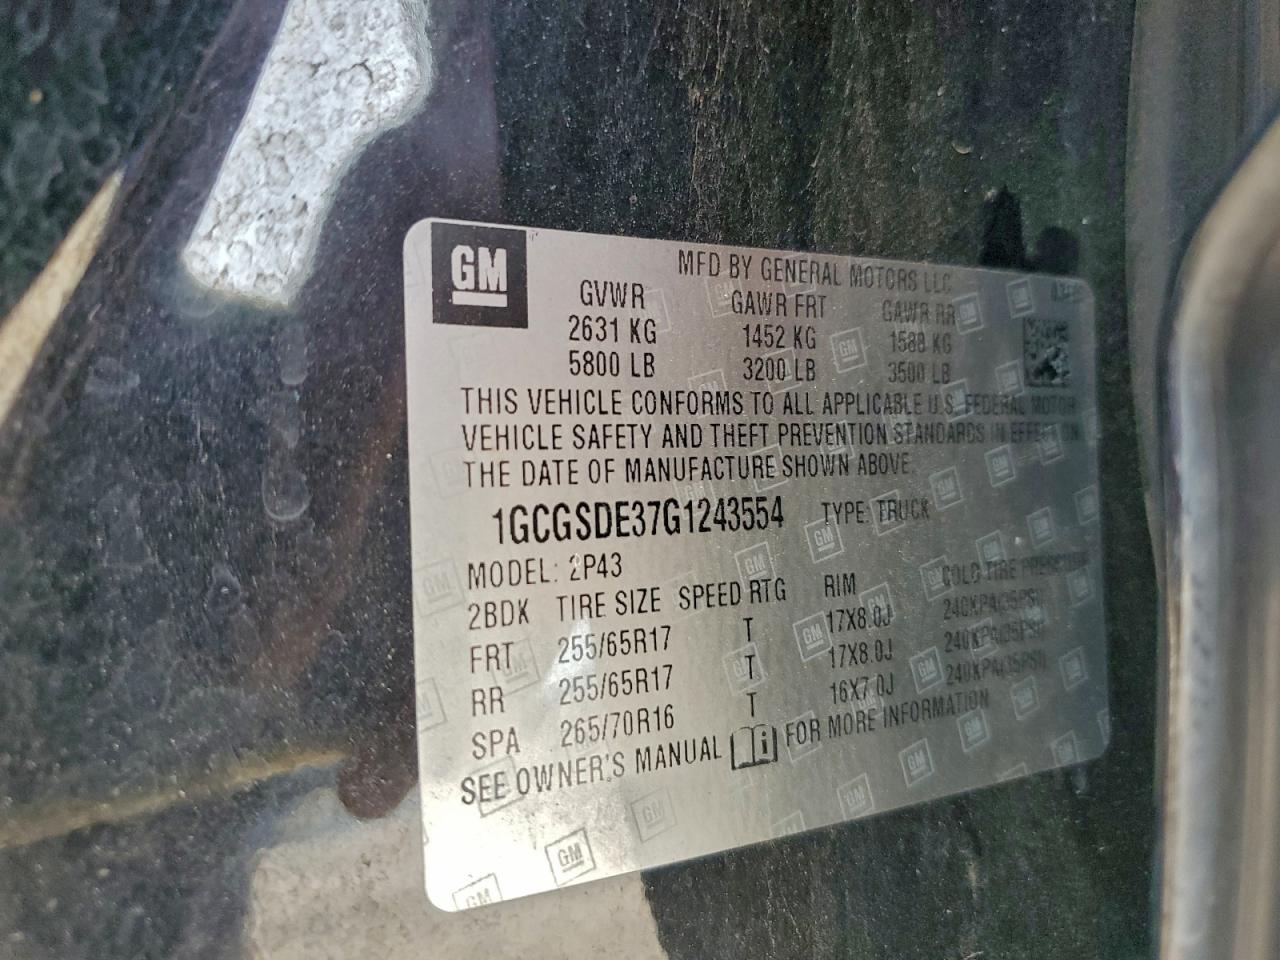 GM
MFD BY GENERAL MOTORS LLC
GVWR GAWR FRT GAWR RR
2631 KG 1452 KG 1588 KG
5800 LB 3200 LB 3500 LB
THIS VEHICLE CONFORMS TO ALL APPLICABLE U.S. FEDERAL MOTOR
VEHICLE SAFETY AND THEFT PREVENTION STANDARDS IN EFFECT ON
THE DATE OF MANUFACTURE SHOWN ABOVE.
1GCGSDE37G1243554 TYPE: TRUCK
MODEL: 2P43
2BDK TIRE SIZE SPEED RTG RIM COLD TIRE PRESSURE
FRT 255/65R17 T 17X8.0J 240KPA(35PSI)
RR 255/65R17 T 17X8.0J 240KPA(35PSI)
SPA 265/70R16 T 16X7.0J 240KPA(35PSI)
SEE OWNER'S MANUAL FOR MORE INFORMATION